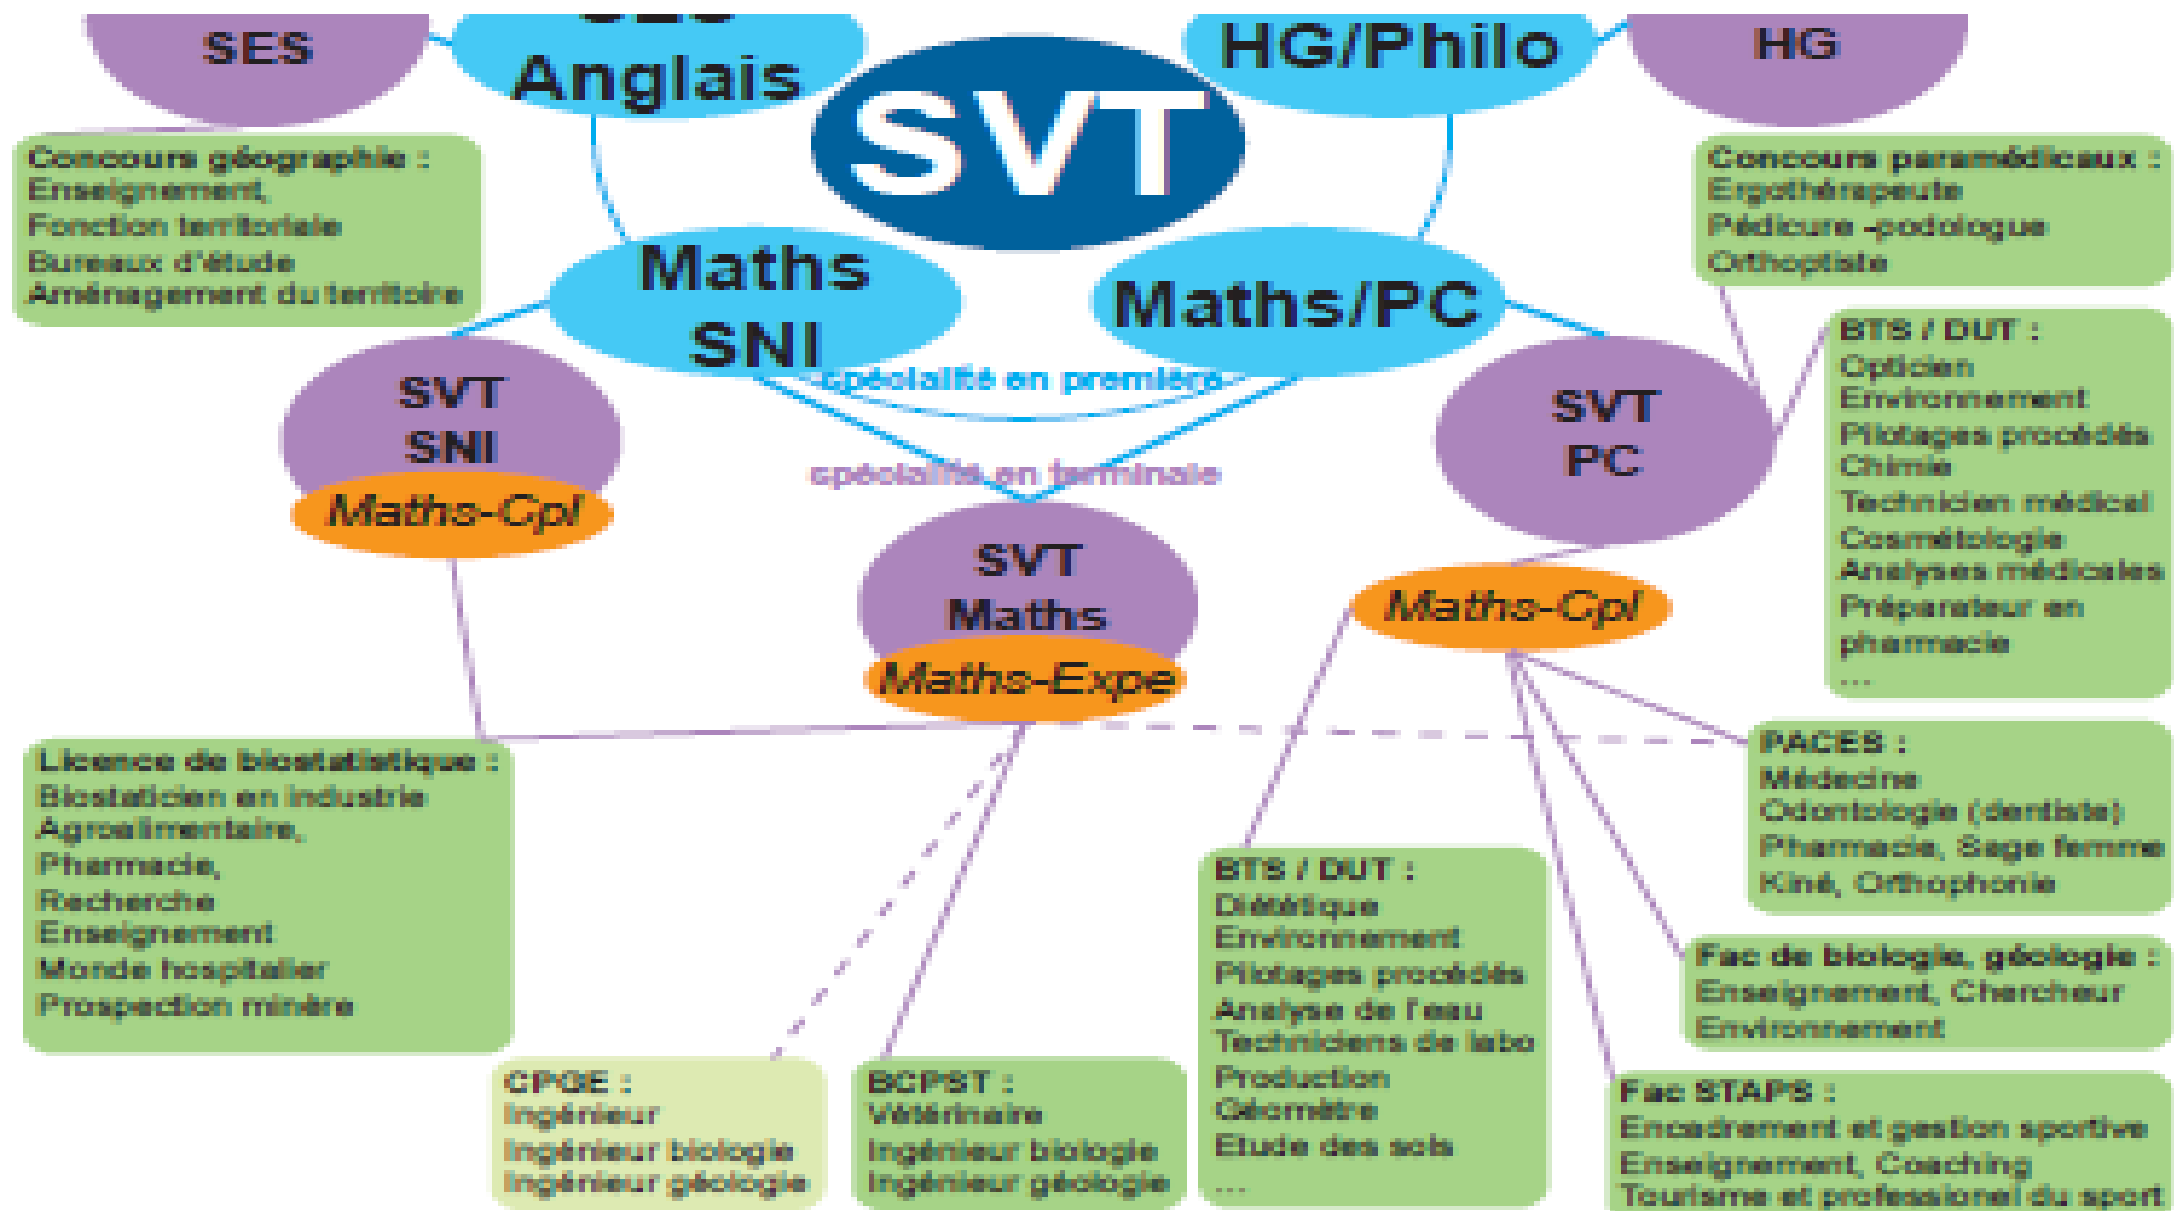 SES
Anglais
SVT
HG/Philo
HG
Concours géographie :
Enseignement,
Fonction territoriale
Bureaux d'étude
Aménagement du territoire
Concours paramédicaux :
Ergothérapeute
Pédicure -podologue
Orthoptiste
Maths
SNI
Maths/PC
spécialité en première
spécialité en terminale
SVT
SNI
Maths-Cpl
SVT
Maths
Maths-Expe
SVT
PC
Maths-Cpl
BTS / DUT :
Opticien
Environnement
Pilotages procédés
Chimie
Technicien médical
Cosmétologie
Analyses médicales
Préparateur en
pharmacie
...
Licence de biostatistique :
Biostaticien en industrie
Agroalimentaire,
Pharmacie,
Recherche
Enseignement
Monde hospitalier
Prospection minère
CPGE :
Ingénieur
Ingénieur biologie
Ingénieur géologie
BCPST :
Vétérinaire
Ingénieur biologie
Ingénieur géologie
BTS / DUT :
Diététique
Environnement
Pilotages procédés
Analyse de l'eau
Techniciens de labo
Production
Géomètre
Etude des sols
...
PACES :
Médecine
Odontologie (dentiste)
Pharmacie, Sage femme
Kiné, Orthophonie
Fac de biologie, géologie :
Enseignement, Chercheur
Environnement
Fac STAPS :
Encadrement et gestion sportive
Enseignement, Coaching
Tourisme et professionel du sport